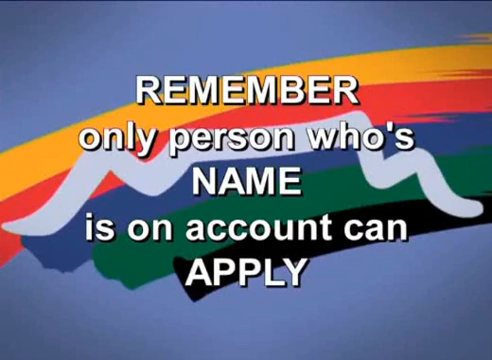 REMEMBER
only person who's
NAME
is on account can
APPLY